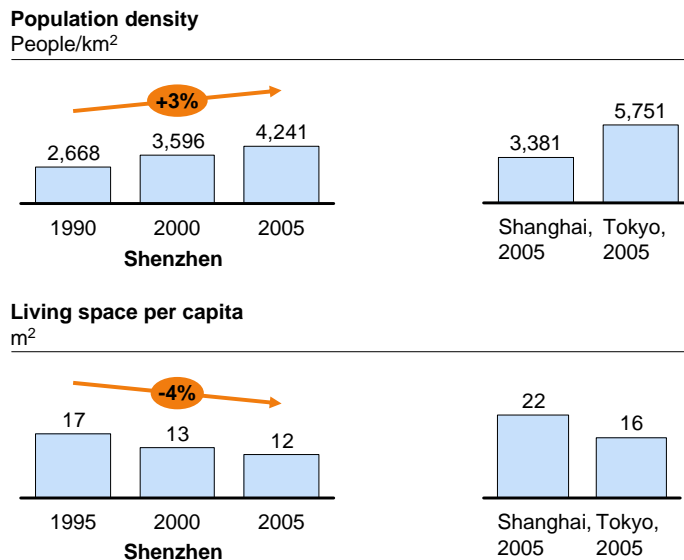 Population density
People/km²
+3%
2,668
3,596
4,241
3,381
5,751
1990
2000
2005
Shanghai,
2005
Tokyo,
2005
Shenzhen
Living space per capita
m²
-4%
17
13
12
22
16
1995
2000
2005
Shanghai,
2005
Tokyo,
2005
Shenzhen